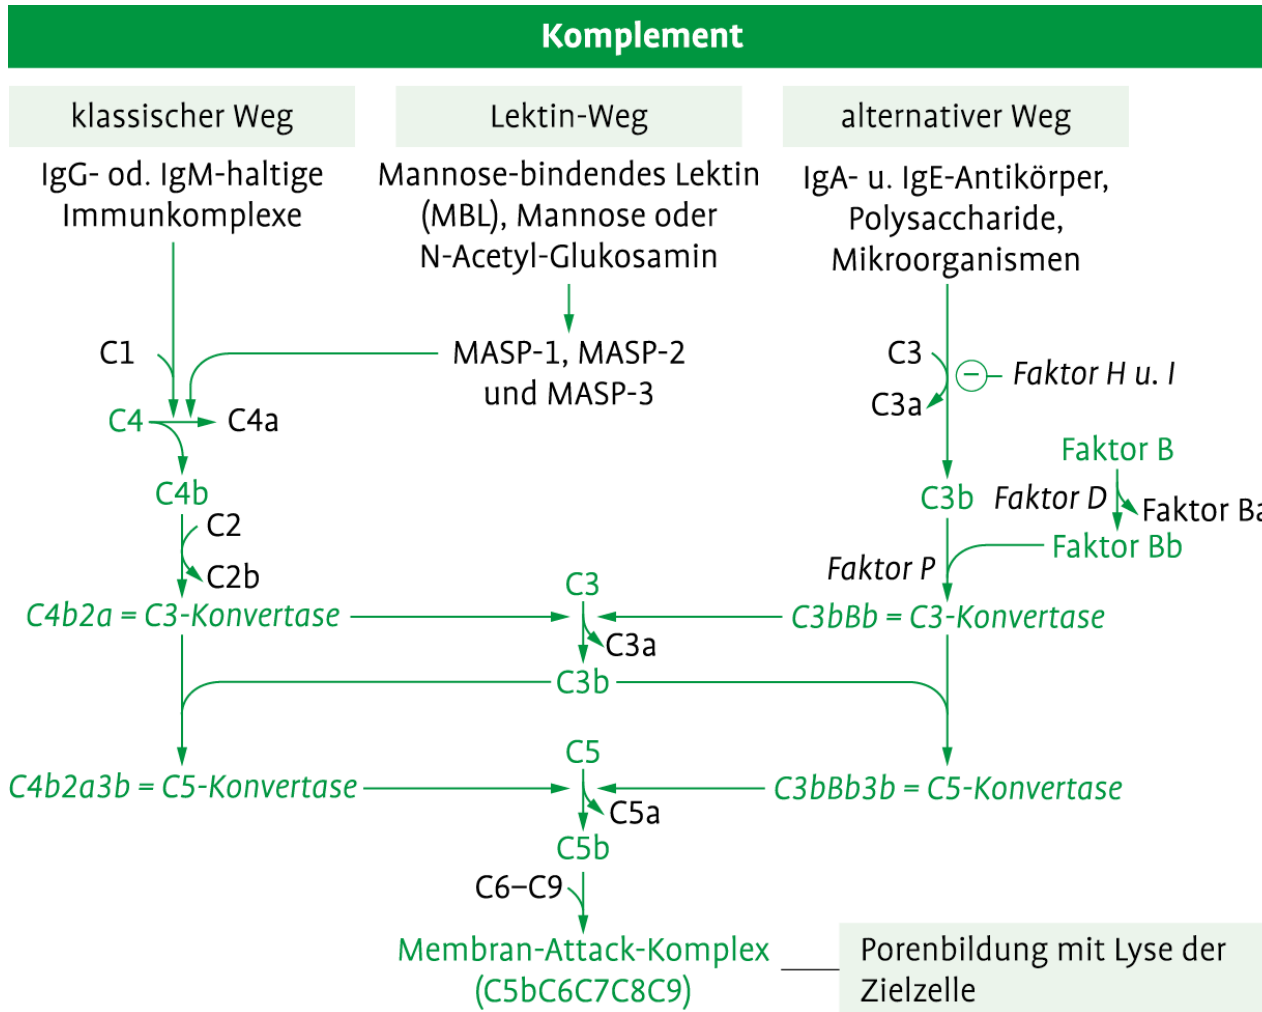 Komplement
klassischer Weg
IgG- od. IgM-haltige
Immunkomplexe
Lektin-Weg
Mannose-bindendes Lektin
(MBL), Mannose oder
N-Acetyl-Glukosamin
alternativer Weg
IgA- u. IgE-Antikörper,
Polysaccharide,
Mikroorganismen
C1
MASP-1, MASP-2
und MASP-3
C3
Faktor H u. I
C3a
C4
C4a
Faktor B
C4b
C3b
Faktor D
Faktor Ba
C2
Faktor Bb
C2b
Faktor P
C3
C4b2a = C3-Konvertase
C3bBb = C3-Konvertase
C3a
C3b
C5
C4b2a3b = C5-Konvertase
C3bBb3b = C5-Konvertase
C5a
C5b
C6–C9
Membran-Attack-Komplex
(C5bC6C7C8C9)
Porenbildung mit Lyse der
Zielzelle